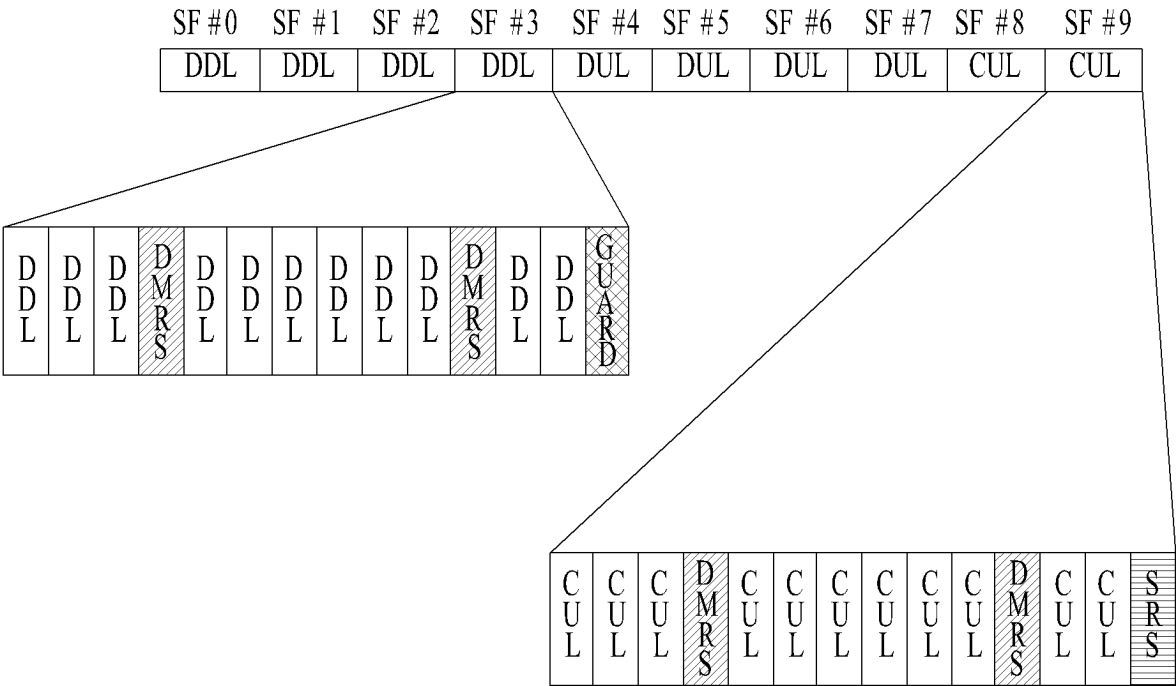 SF #0 SF #1 SF #2 SF #3 SF #4 SF #5 SF #6 SF #7 SF #8 SF #9
DDL DDL DDL DDL DUL DUL DUL DUL CUL CUL
DDL DDL DDL DMRS DDL DDL DDL DDL DDL DDL DMRS DDL DDL GUARD
CUL CUL CUL DMRS CUL CUL CUL CUL CUL CUL DMRS CUL CUL SRS